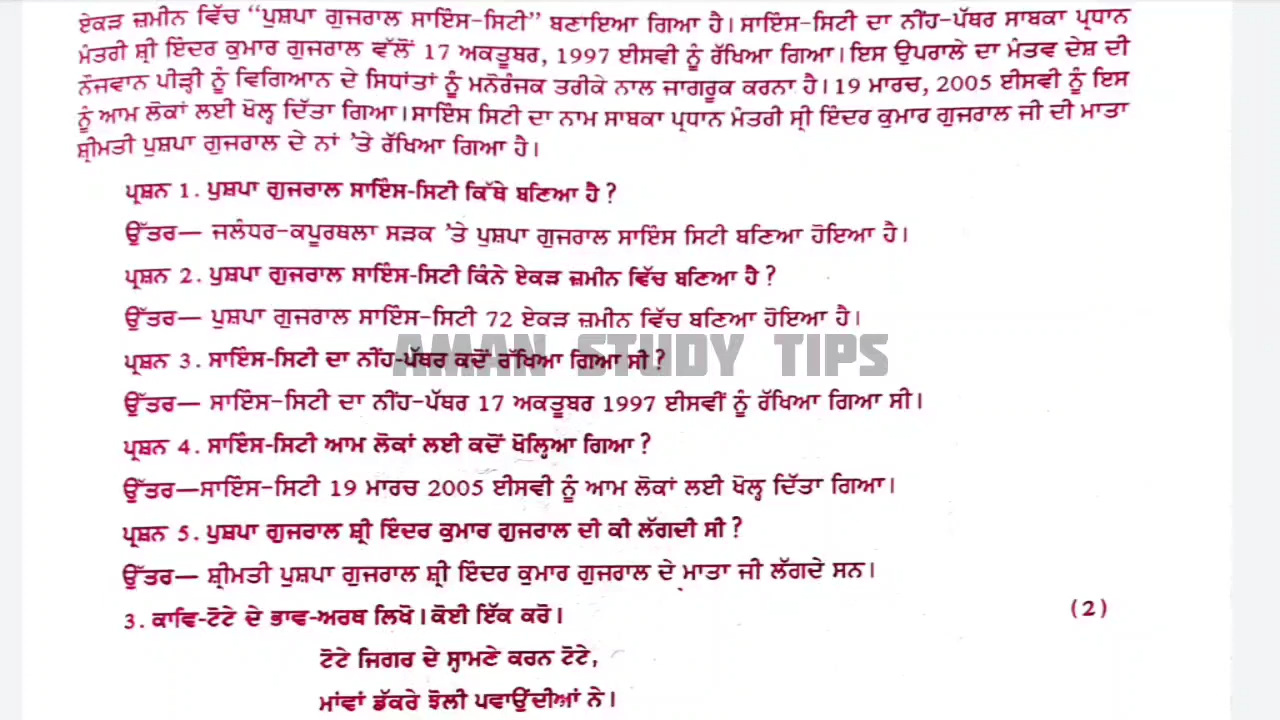 ਏਕੜ ਜ਼ਮੀਨ ਵਿੱਚ “ਪੁਸ਼ਪਾ ਗੁਜਰਾਲ ਸਾਇੰਸ-ਸਿਟੀ” ਬਣਾਇਆ ਗਿਆ ਹੈ। ਸਾਇੰਸ-ਸਿਟੀ ਦਾ ਨੀਂਹ-ਪੱਥਰ ਸਾਬਕਾ ਪ੍ਰਧਾਨ
ਮੰਤਰੀ ਸ਼੍ਰੀ ਇੰਦਰ ਕੁਮਾਰ ਗੁਜਰਾਲ ਵੱਲੋਂ 17 ਅਕਤੂਬਰ, 1997 ਈਸਵੀ ਨੂੰ ਰੱਖਿਆ ਗਿਆ। ਇਸ ਉਪਰਾਲੇ ਦਾ ਮੰਤਵ ਦੇਸ਼ ਦੀ
ਨੌਜਵਾਨ ਪੀੜ੍ਹੀ ਨੂੰ ਵਿਗਿਆਨ ਦੇ ਸਿਧਾਂਤਾਂ ਨੂੰ ਮਨੋਰੰਜਕ ਤਰੀਕੇ ਨਾਲ ਜਾਗਰੂਕ ਕਰਨਾ ਹੈ। 19 ਮਾਰਚ, 2005 ਈਸਵੀ ਨੂੰ ਇਸ
ਨੂੰ ਆਮ ਲੋਕਾਂ ਲਈ ਖੋਲ੍ਹ ਦਿੱਤਾ ਗਿਆ। ਸਾਇੰਸ ਸਿਟੀ ਦਾ ਨਾਮ ਸਾਬਕਾ ਪ੍ਰਧਾਨ ਮੰਤਰੀ ਸ੍ਰੀ ਇੰਦਰ ਕੁਮਾਰ ਗੁਜਰਾਲ ਜੀ ਦੀ ਮਾਤਾ
ਸ਼੍ਰੀਮਤੀ ਪੁਸ਼ਪਾ ਗੁਜਰਾਲ ਦੇ ਨਾਂ ’ਤੇ ਰੱਖਿਆ ਗਿਆ ਹੈ।
ਪ੍ਰਸ਼ਨ 1. ਪੁਸ਼ਪਾ ਗੁਜਰਾਲ ਸਾਇੰਸ-ਸਿਟੀ ਕਿੱਥੇ ਬਣਿਆ ਹੈ ?
ਉੱਤਰ— ਜਲੰਧਰ-ਕਪੂਰਥਲਾ ਸੜਕ ’ਤੇ ਪੁਸ਼ਪਾ ਗੁਜਰਾਲ ਸਾਇੰਸ ਸਿਟੀ ਬਣਿਆ ਹੋਇਆ ਹੈ।
ਪ੍ਰਸ਼ਨ 2. ਪੁਸ਼ਪਾ ਗੁਜਰਾਲ ਸਾਇੰਸ-ਸਿਟੀ ਕਿੰਨੇ ਏਕੜ ਜ਼ਮੀਨ ਵਿੱਚ ਬਣਿਆ ਹੈ ?
ਉੱਤਰ— ਪੁਸ਼ਪਾ ਗੁਜਰਾਲ ਸਾਇੰਸ-ਸਿਟੀ 72 ਏਕੜ ਜ਼ਮੀਨ ਵਿੱਚ ਬਣਿਆ ਹੋਇਆ ਹੈ।
AMAN STUDY TIPS
ਪ੍ਰਸ਼ਨ 3. ਸਾਇੰਸ-ਸਿਟੀ ਦਾ ਨੀਂਹ-ਪੱਥਰ ਕਦੋਂ ਰੱਖਿਆ ਗਿਆ ਸੀ ?
ਉੱਤਰ— ਸਾਇੰਸ-ਸਿਟੀ ਦਾ ਨੀਂਹ-ਪੱਥਰ 17 ਅਕਤੂਬਰ 1997 ਈਸਵੀਂ ਨੂੰ ਰੱਖਿਆ ਗਿਆ ਸੀ।
ਪ੍ਰਸ਼ਨ 4. ਸਾਇੰਸ-ਸਿਟੀ ਆਮ ਲੋਕਾਂ ਲਈ ਕਦੋਂ ਖੋਲ੍ਹਿਆ ਗਿਆ ?
ਉੱਤਰ—ਸਾਇੰਸ-ਸਿਟੀ 19 ਮਾਰਚ 2005 ਈਸਵੀ ਨੂੰ ਆਮ ਲੋਕਾਂ ਲਈ ਖੋਲ੍ਹ ਦਿੱਤਾ ਗਿਆ।
ਪ੍ਰਸ਼ਨ 5. ਪੁਸ਼ਪਾ ਗੁਜਰਾਲ ਸ਼੍ਰੀ ਇੰਦਰ ਕੁਮਾਰ ਗੁਜਰਾਲ ਦੀ ਕੀ ਲੱਗਦੀ ਸੀ ?
ਉੱਤਰ— ਸ਼੍ਰੀਮਤੀ ਪੁਸ਼ਪਾ ਗੁਜਰਾਲ ਸ਼੍ਰੀ ਇੰਦਰ ਕੁਮਾਰ ਗੁਜਰਾਲ ਦੇ ਮਾਤਾ ਜੀ ਲੱਗਦੇ ਸਨ।
3. ਕਾਵਿ-ਟੋਟੇ ਦੇ ਭਾਵ-ਅਰਥ ਲਿਖੋ। ਕੋਈ ਇੱਕ ਕਰੋ। (2)
ਟੋਟੇ ਜਿਗਰ ਦੇ ਸ੍ਹਾਮਣੇ ਕਰਨ ਟੋਟੇ,
ਮਾਂਵਾਂ ਡੱਕਰੇ ਝੋਲੀ ਪਵਾਉਂਦੀਆਂ ਨੇ।